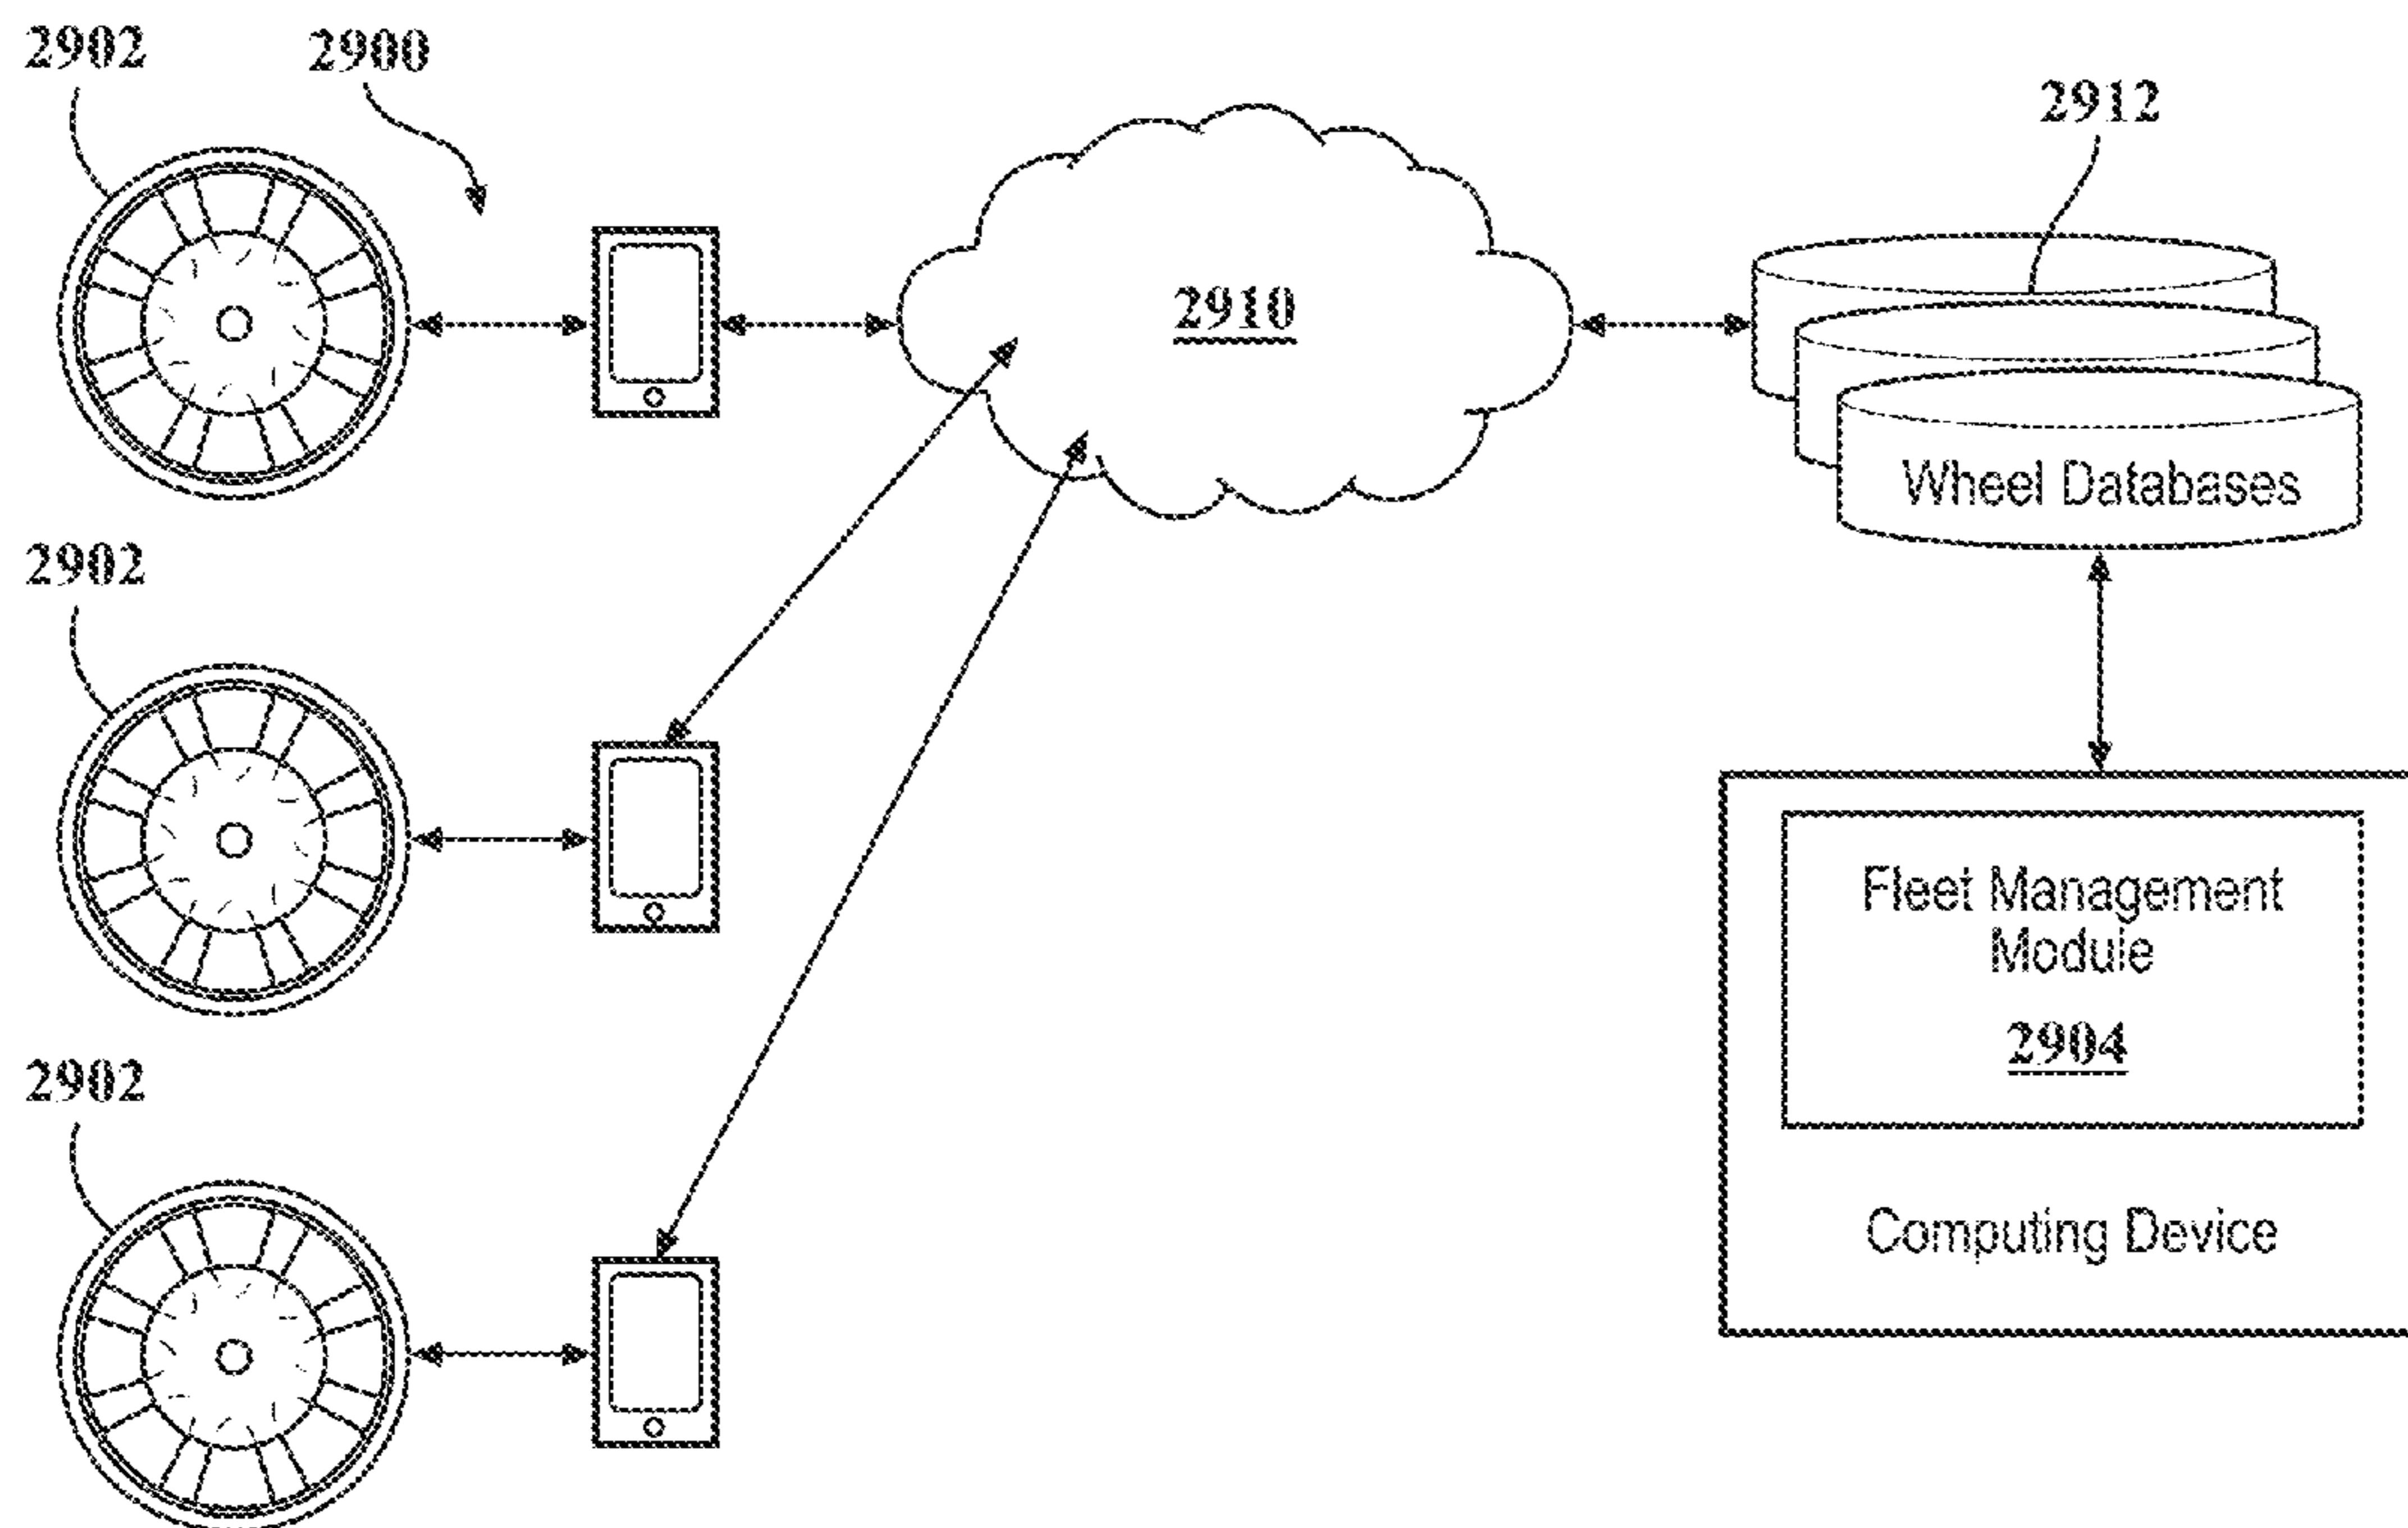 2902
2900
2912
2910
Wheel Databases
2902
Fleet Management
Module
2904
2902
Computing Device